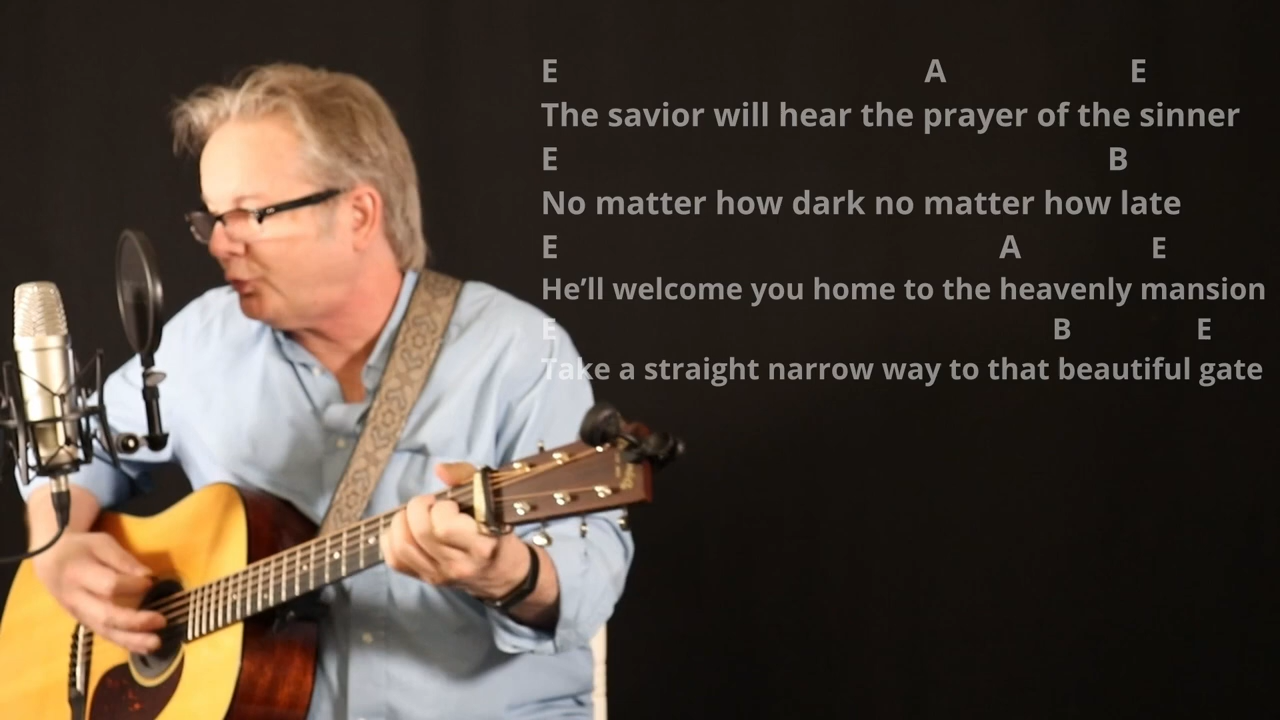 E A E
The savior will hear the prayer of the sinner
E B
No matter how dark no matter how late
E A E
He’ll welcome you home to the heavenly mansion
E B E
Take a straight narrow way to that beautiful gate